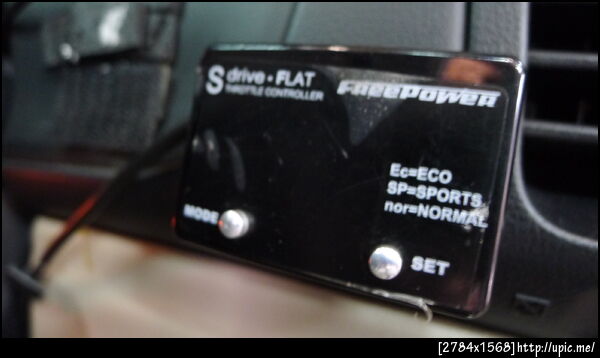 S drive • FLAT
THROTTLE CONTROLLER
FREEPOWER
Ec=ECO
SP=SPORTS
nor=NORMAL
MODE
SET
[2784x1568]http://upic.me/